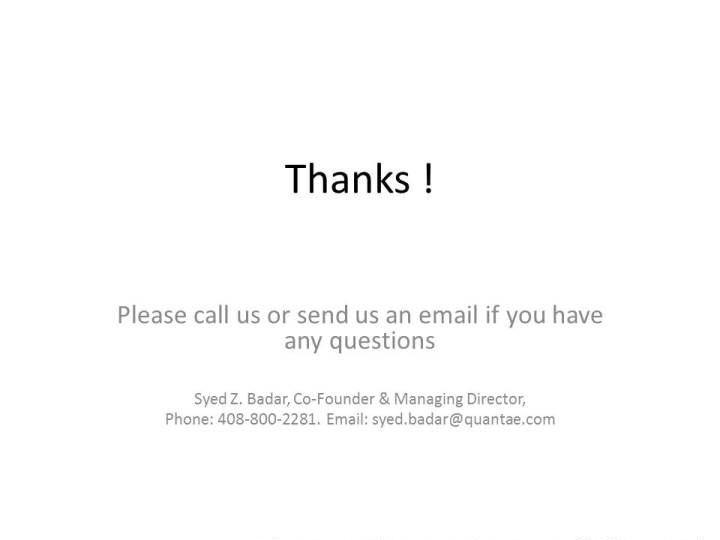 Thanks !
Please call us or send us an email if you have
any questions
Syed Z. Badar, Co-Founder & Managing Director,
Phone: 408-800-2281. Email: syed.badar@quantae.com